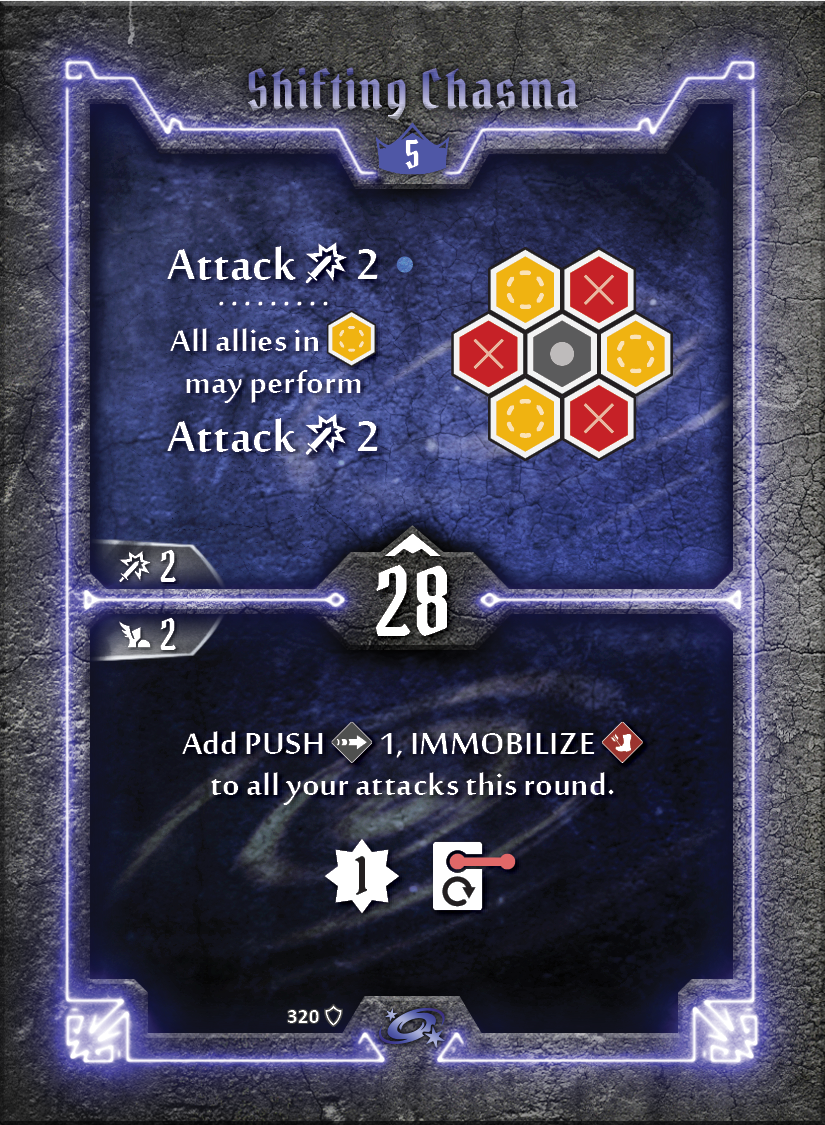 Shifting Chasma
5
Attack 2
All allies in
may perform
Attack 2
2
28
2
Add PUSH 1, IMMOBILIZE
to all your attacks this round.
1
320